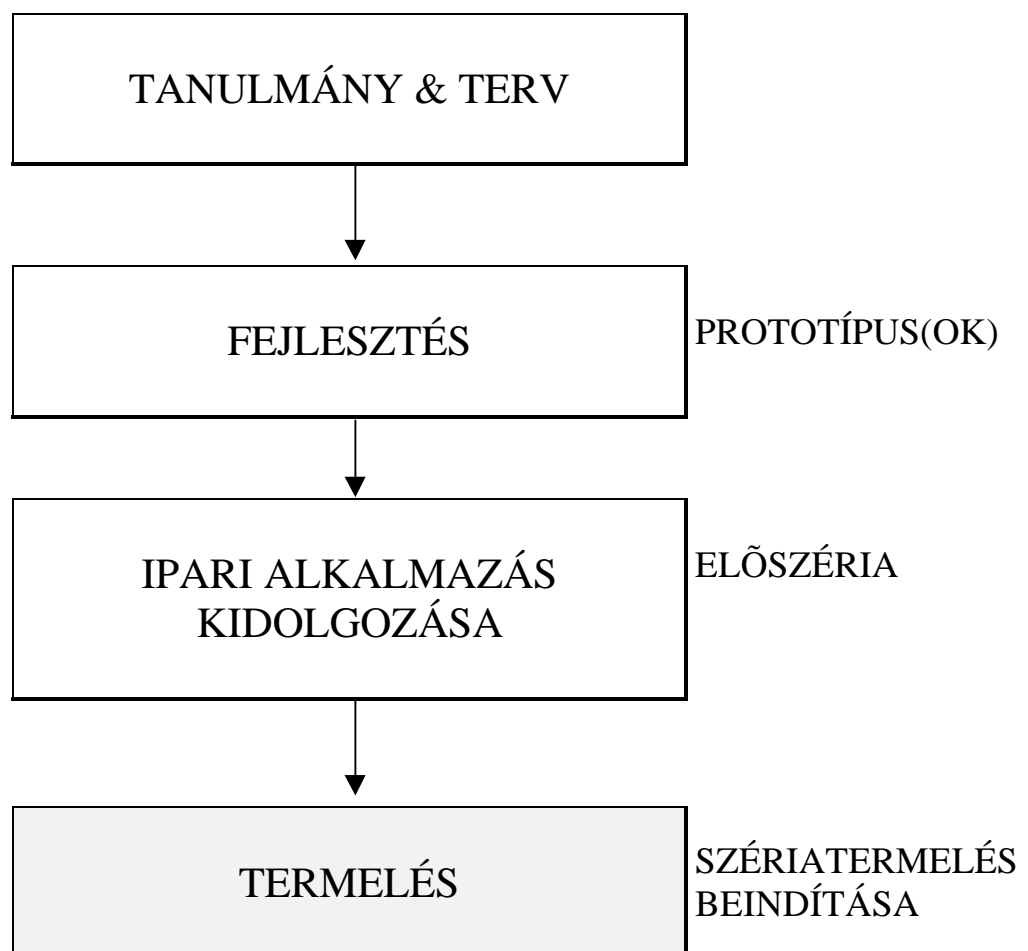 TANULMÁNY & TERV
FEJLESZTÉS
PROTOTÍPUS(OK)
IPARI ALKALMAZÁS
KIDOLGOZÁSA
ELÕSZÉRIA
TERMELÉS
SZÉRIATERMELÉS
BEINDÍTÁSA